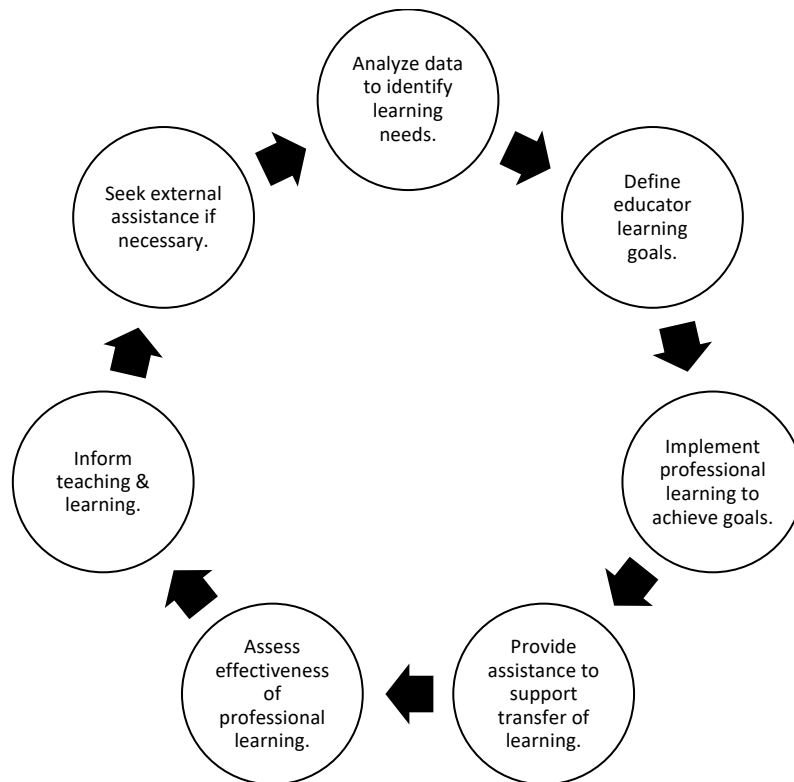 Analyze data
to identify
learning
needs.
Define
educator
learning
goals.
Implement
professional
learning to
achieve goals.
Provide
assistance to
support
transfer of
learning.
Assess
effectiveness
of
professional
learning.
Inform
teaching &
learning.
Seek external
assistance if
necessary.